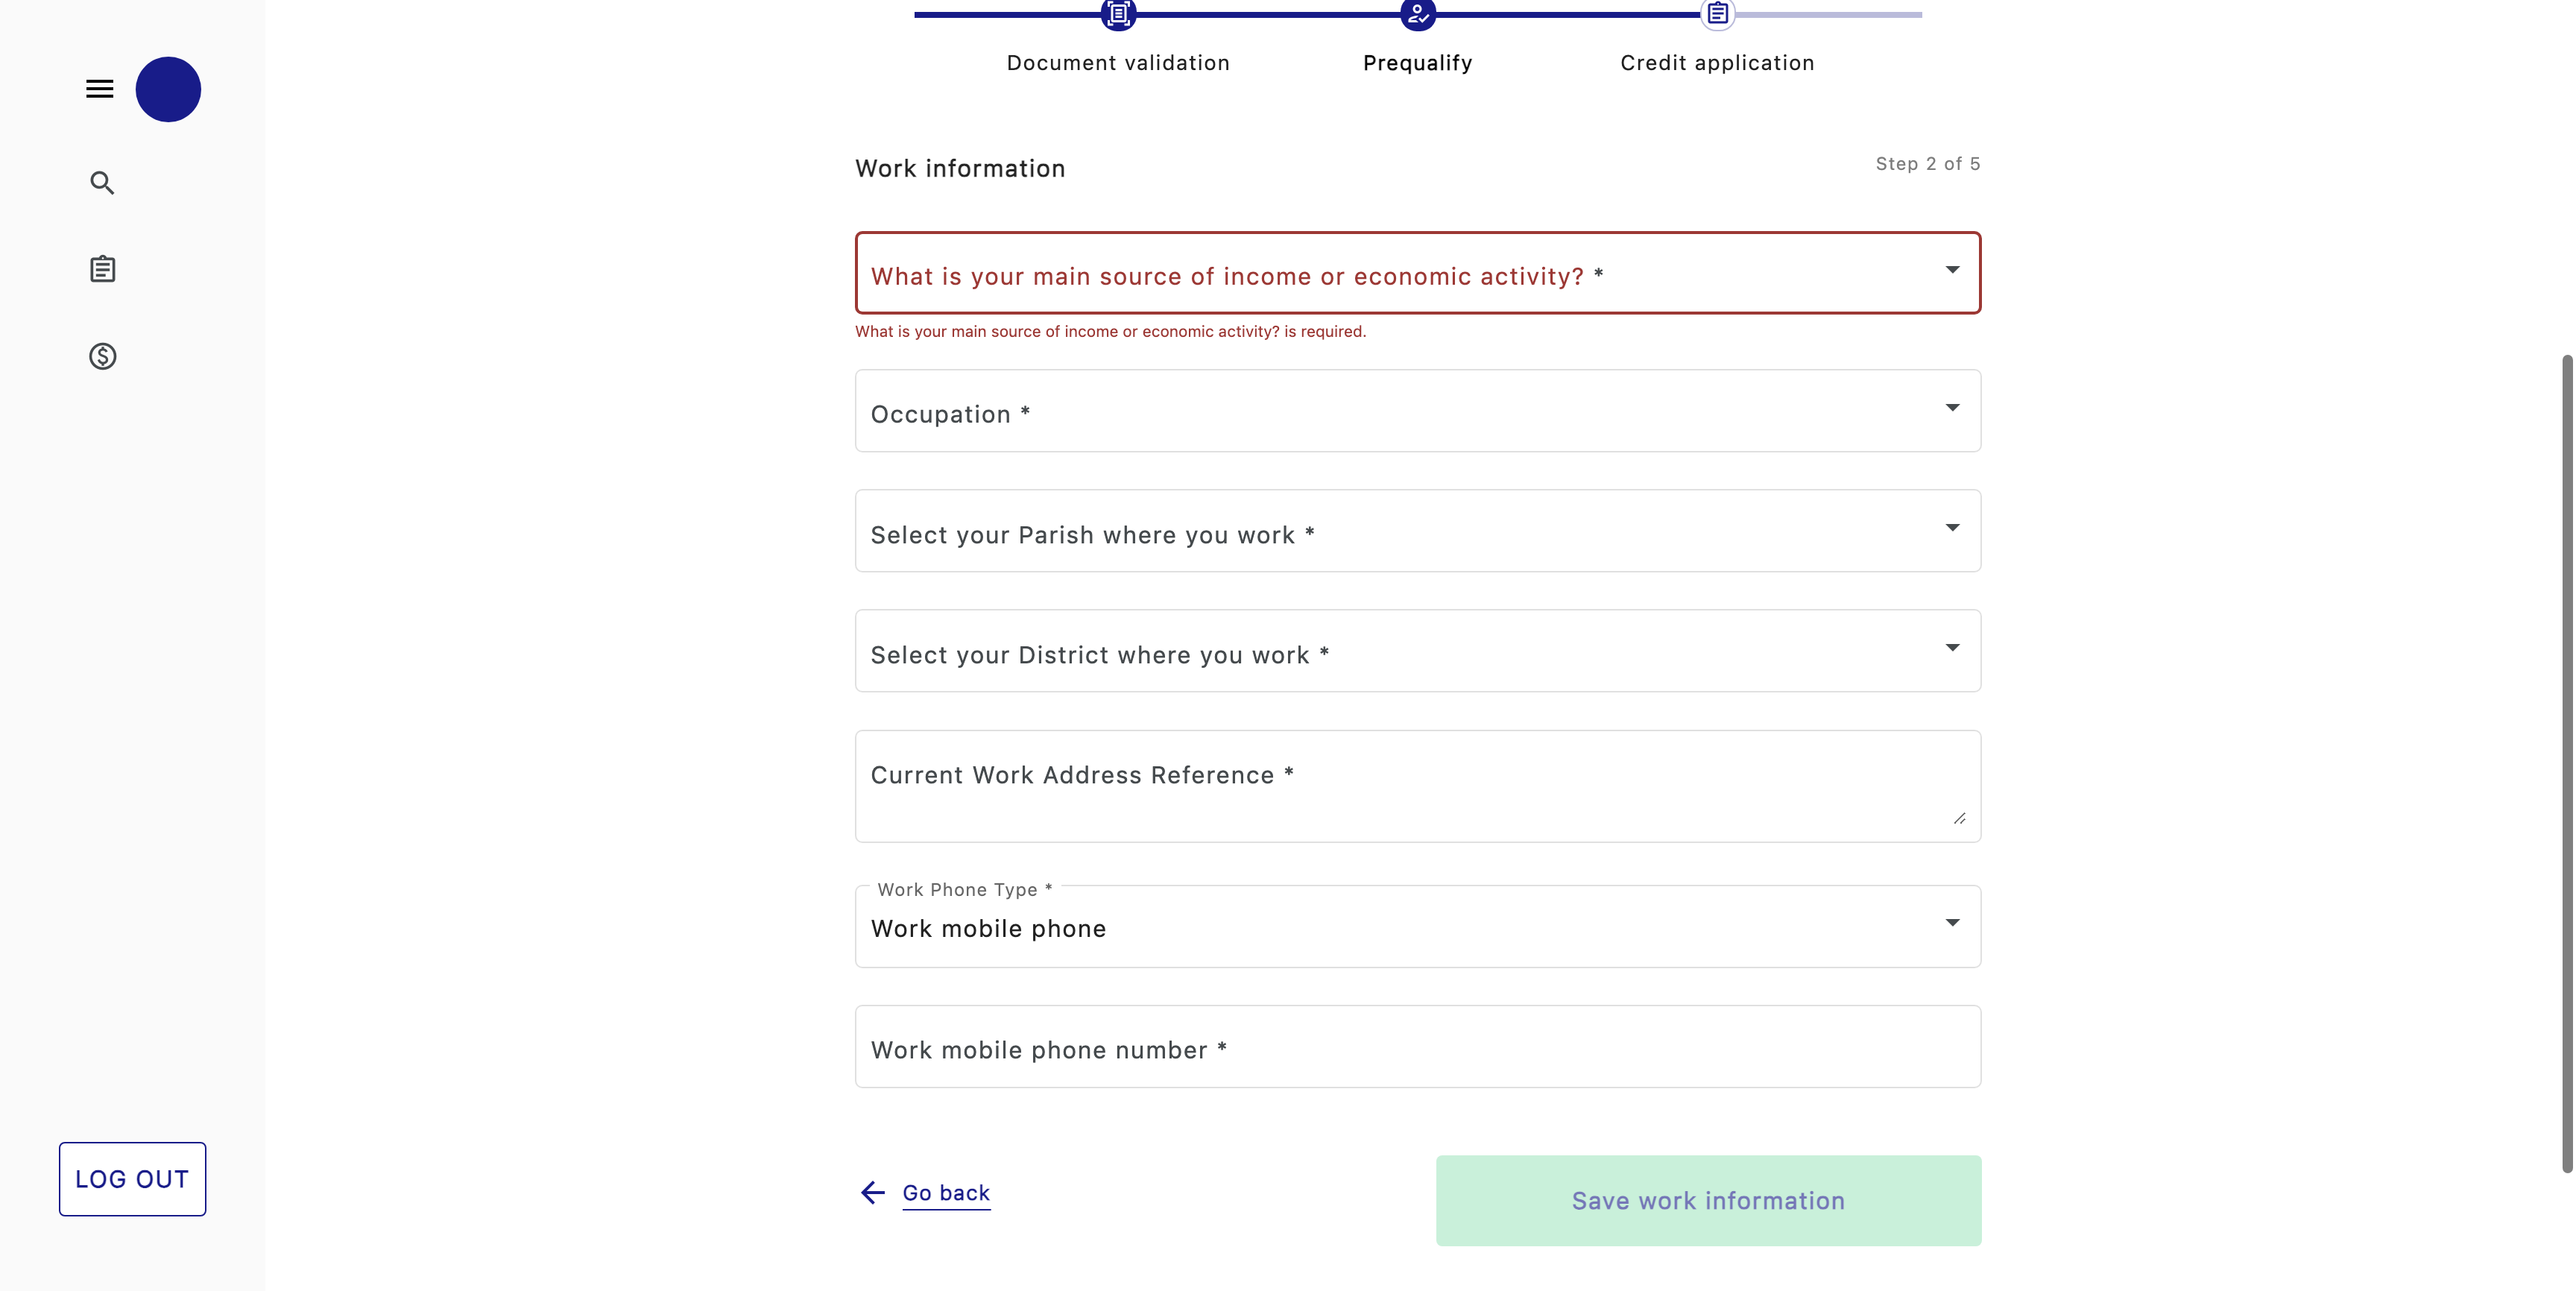 Document validation
Prequalify
Credit application
Work information
Step 2 of 5
What is your main source of income or economic activity? *
What is your main source of income or economic activity? is required.
Occupation *
Select your Parish where you work *
Select your District where you work *
Current Work Address Reference *
Work Phone Type *
Work mobile phone
Work mobile phone number *
LOG OUT
Go back
Save work information